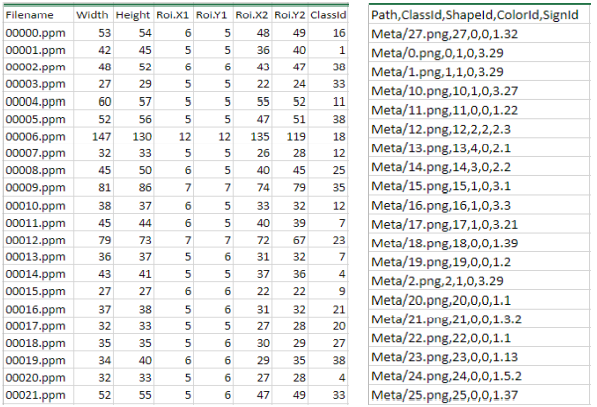 Filename Width Height Roi.X1 Roi.Y1 Roi.X2 Roi.Y2 ClassId
00000.ppm 53 54 6 5 48 49 16
00001.ppm 42 45 5 5 36 40 1
00002.ppm 48 52 6 6 43 47 38
00003.ppm 27 29 5 5 22 24 33
00004.ppm 60 57 5 5 55 52 11
00005.ppm 52 56 5 5 47 51 38
00006.ppm 147 130 12 12 135 119 18
00007.ppm 32 33 5 5 26 28 12
00008.ppm 45 50 6 5 40 45 25
00009.ppm 81 86 7 7 74 79 35
00010.ppm 38 37 6 5 33 32 12
00011.ppm 45 44 6 5 40 39 7
00012.ppm 79 73 7 7 72 67 23
00013.ppm 36 37 5 6 31 32 7
00014.ppm 43 41 5 5 37 36 4
00015.ppm 27 27 6 6 22 22 9
00016.ppm 37 38 5 6 31 32 21
00017.ppm 32 33 5 5 27 28 20
00018.ppm 35 35 5 6 30 29 27
00019.ppm 34 40 6 6 29 35 38
00020.ppm 32 33 5 6 27 28 4
00021.ppm 52 55 5 6 47 49 33
Path,ClassId,ShapeId,ColorId,SignId
Meta/27.png,27,0,0,1.32
Meta/0.png,0,1,0,3.29
Meta/1.png,1,1,0,3.29
Meta/10.png,10,1,0,3.27
Meta/11.png,11,0,0,1.22
Meta/12.png,12,2,2,2.3
Meta/13.png,13,4,0,2.1
Meta/14.png,14,3,0,2.2
Meta/15.png,15,1,0,3.1
Meta/16.png,16,1,0,3.3
Meta/17.png,17,1,0,3.21
Meta/18.png,18,0,0,1.39
Meta/19.png,19,0,0,1.2
Meta/2.png,2,1,0,3.29
Meta/20.png,20,0,0,1.1
Meta/21.png,21,0,0,1.3.2
Meta/22.png,22,0,0,1.1
Meta/23.png,23,0,0,1.13
Meta/24.png,24,0,0,1.5.2
Meta/25.png,25,0,0,1.37